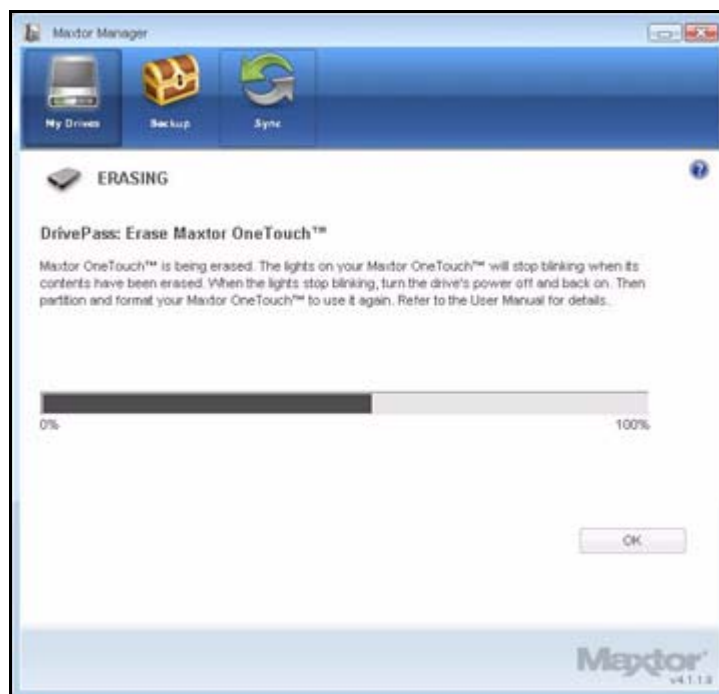 Maxtor Manager
My Drives
Backup
Sync
ERASING
DrivePass: Erase Maxtor OneTouch™
Maxtor OneTouch™ is being erased. The lights on your Maxtor OneTouch™ will stop blinking when its
contents have been erased. When the lights stop blinking, turn the drive's power off and back on. Then
partition and format your Maxtor OneTouch™ to use it again. Refer to the User Manual for details.
0%
100%
OK
Maxtor